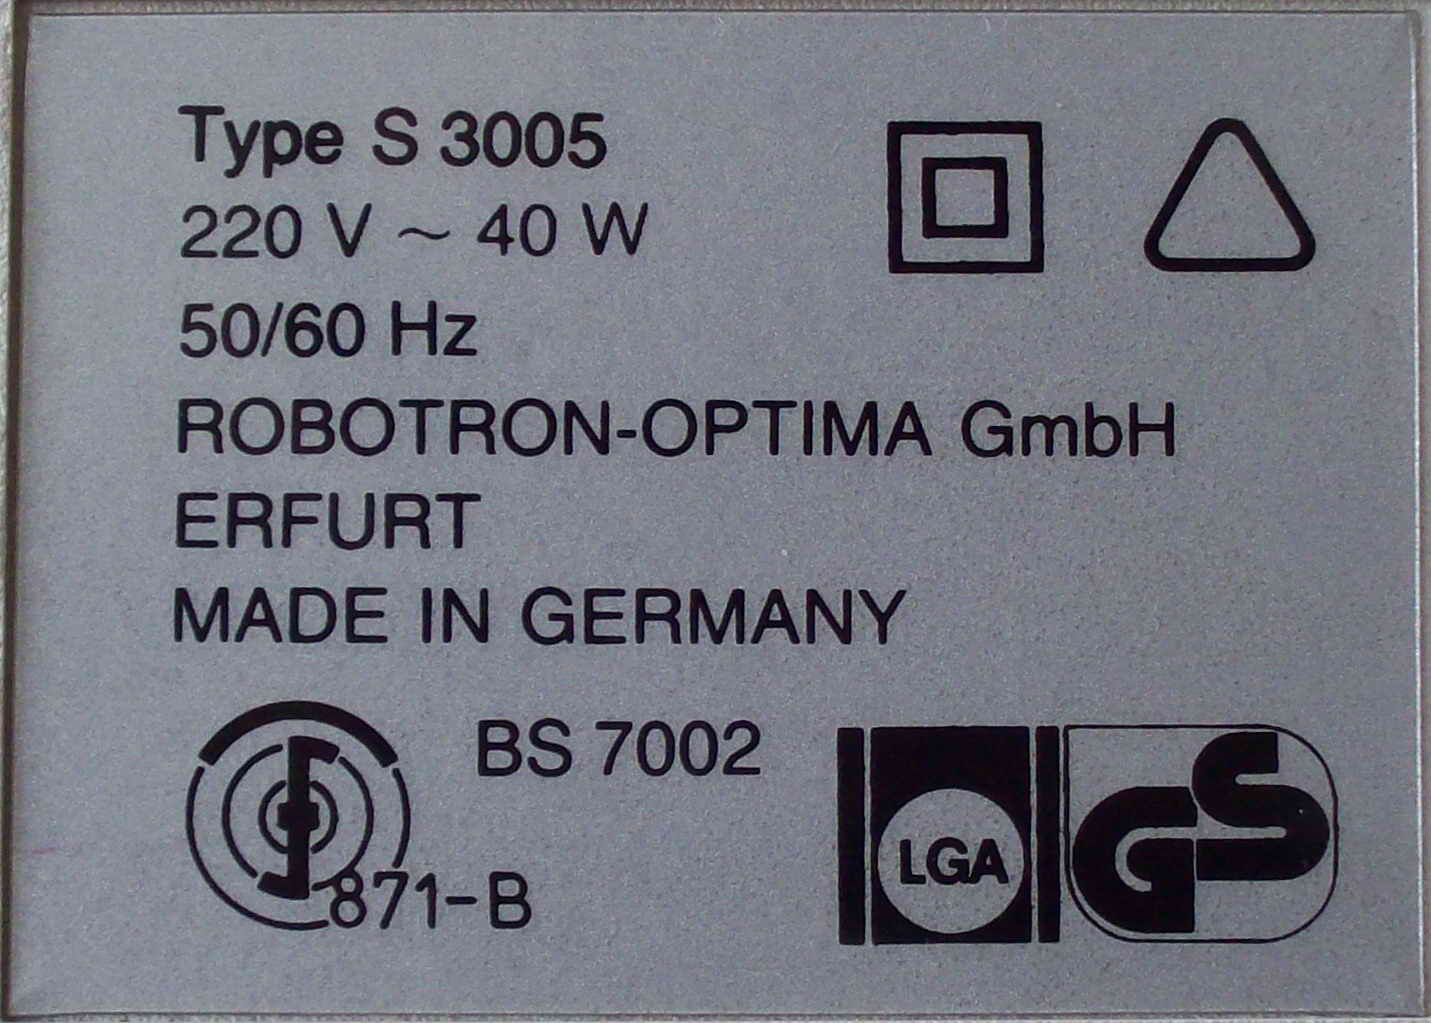 Type S 3005
220 V ~ 40 W
50/60 Hz
ROBOTRON-OPTIMA GmbH
ERFURT
MADE IN GERMANY
BS 7002
871-B
LGA
GS